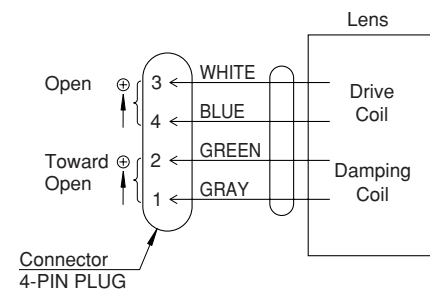 Lens
Open ⊕ 3 WHITE
4 BLUE
Drive
Coil
Toward
Open ⊕ 2 GREEN
1 GRAY
Damping
Coil
Connector
4-PIN PLUG